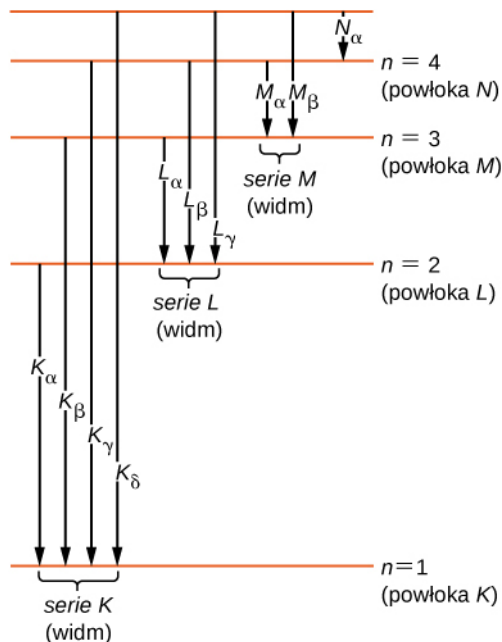 Nα
n = 4
(powłoka N)
Mα
Mβ
n = 3
(powłoka M)
serie M
(widm)
Lα
Lβ
Lγ
n = 2
(powłoka L)
serie L
(widm)
Kα
Kβ
Kγ
Kδ
n=1
(powłoka K)
serie K
(widm)